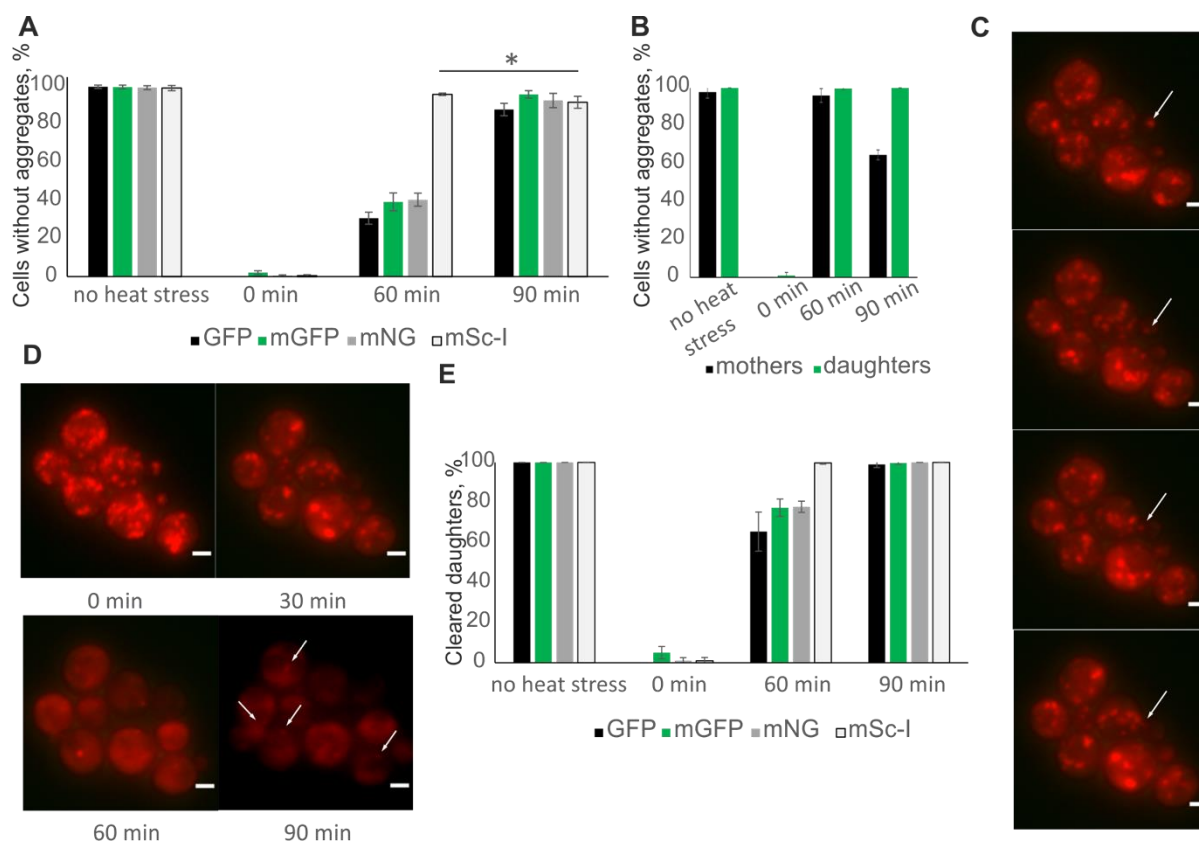 A
Cells without aggregates, %
100
80
60
40
20
0
*
no heat stress 0 min 60 min 90 min
GFP mGFP mNG mSc-I
B
Cells without aggregates, %
100
80
60
40
20
0
no heat stress
0 min
60 min
90 min
mothers daughters
C
D
0 min 30 min
60 min 90 min
E
Cleared daughters, %
100
80
60
40
20
0
no heat stress 0 min 60 min 90 min
GFP mGFP mNG mSc-I